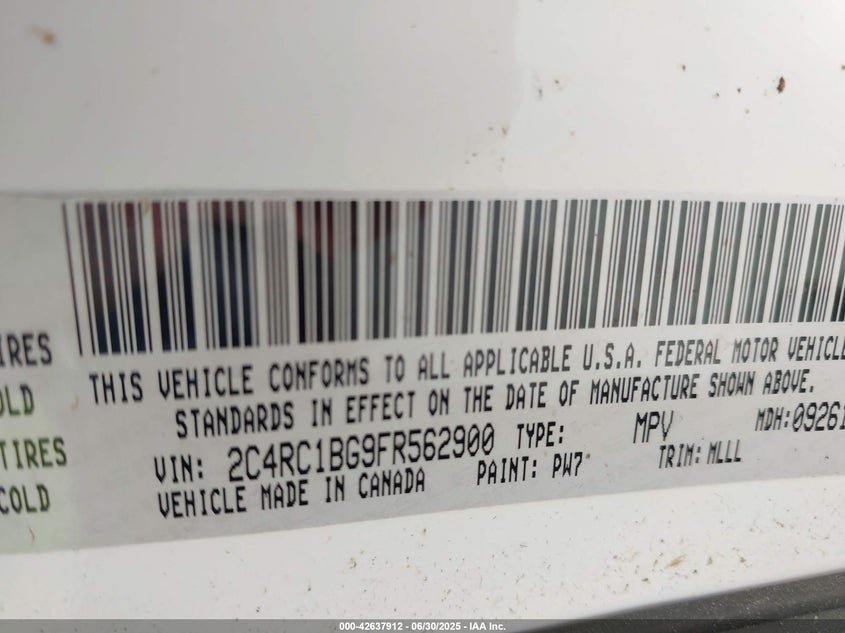 IRES
OLD
TIRES
COLD
THIS VEHICLE CONFORMS TO ALL APPLICABLE U.S.A. FEDERAL MOTOR VEHICLE
STANDARDS IN EFFECT ON THE DATE OF MANUFACTURE SHOWN ABOVE.
VIN: 2C4RC1BG9FR562900 TYPE: MPV MDH:09261
VEHICLE MADE IN CANADA PAINT: PW7 TRIM: MLLL
000-42637912 - 06/30/2025 - IAA Inc.